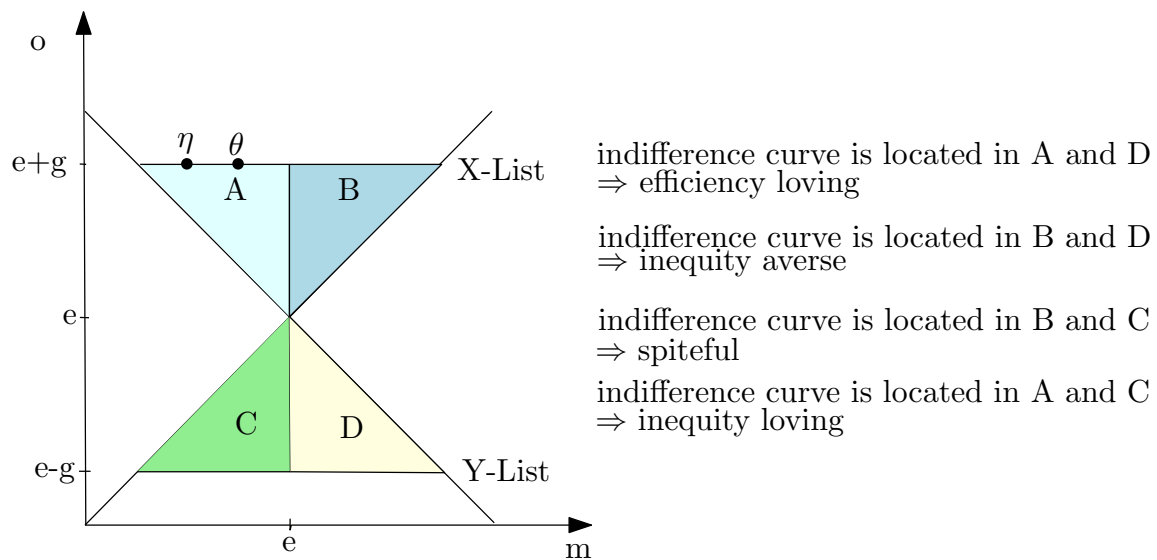 o
η θ
e+g
X-List
A B
e
C D
e-g
Y-List
e
m
indifference curve is located in A and D
⇒ efficiency loving
indifference curve is located in B and D
⇒ inequity averse
indifference curve is located in B and C
⇒ spiteful
indifference curve is located in A and C
⇒ inequity loving